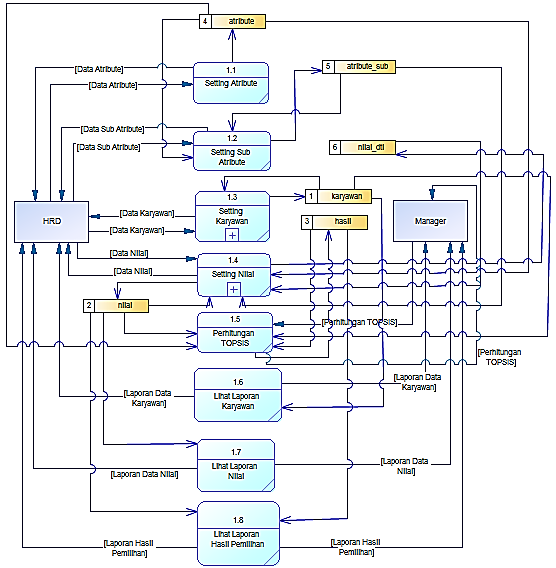 4 atribute
5 atribute_sub
[Data Atribute]
1.1
Setting Atribute
[Data Atribute]
[Data Sub Atribute]
1.2
Setting Sub
Atribute
[Data Sub Atribute]
6 nilai_dtl
1.3
Setting
Karyawan
1 karyawan
HRD
[Data Karyawan]
[Data Karyawan]
3 hasil
Manager
[Data Nilai]
1.4
Setting Nilai
[Data Nilai]
2 nilai
1.5
Perhitungan
TOPSIS
[Perhitungan TOPSIS]
[Perhitungan
TOPSIS]
1.6
Lihat Laporan
Karyawan
[Laporan Data
Karyawan]
[Laporan Data
Karyawan]
1.7
Lihat Laporan
Nilai
[Laporan Data Nilai]
[Laporan Data
Nilai]
1.8
Lihat Laporan
Hasil Pemilihan
[Laporan Hasil
Pemilihan]
[Laporan Hasil
Pemilihan]